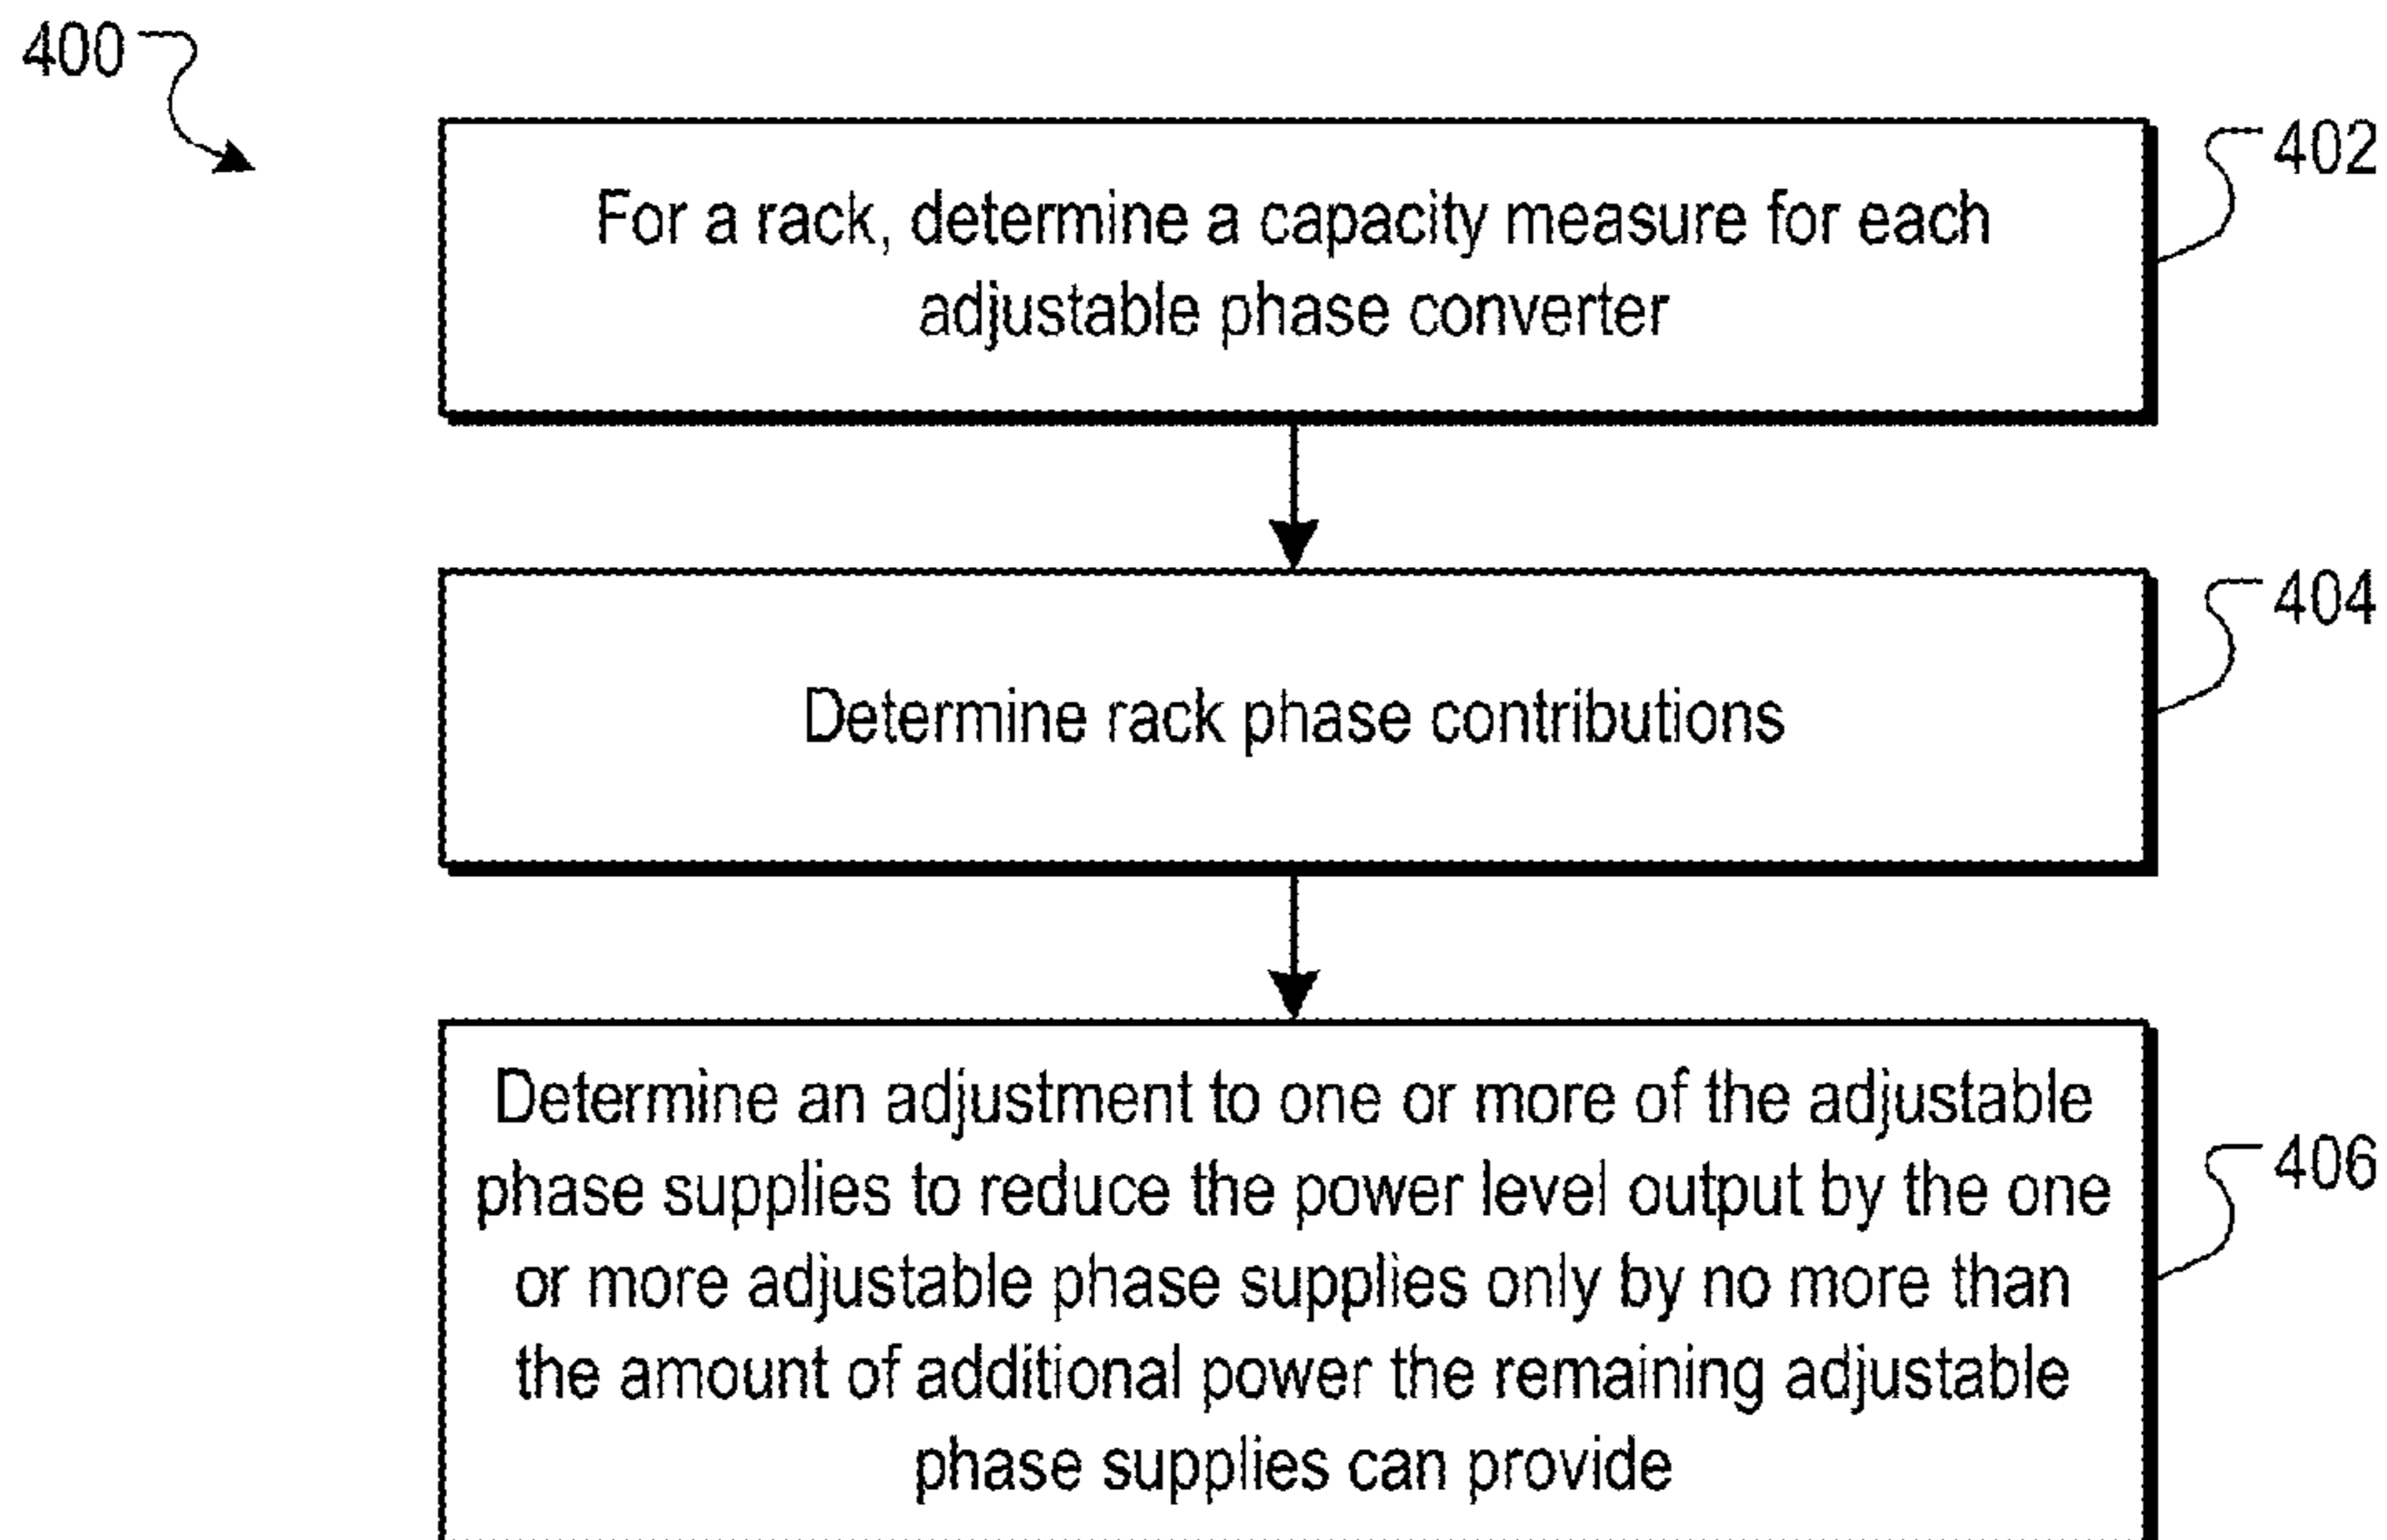 400
402
For a rack, determine a capacity measure for each
adjustable phase converter
404
Determine rack phase contributions
406
Determine an adjustment to one or more of the adjustable
phase supplies to reduce the power level output by the one
or more adjustable phase supplies only by no more than
the amount of additional power the remaining adjustable
phase supplies can provide